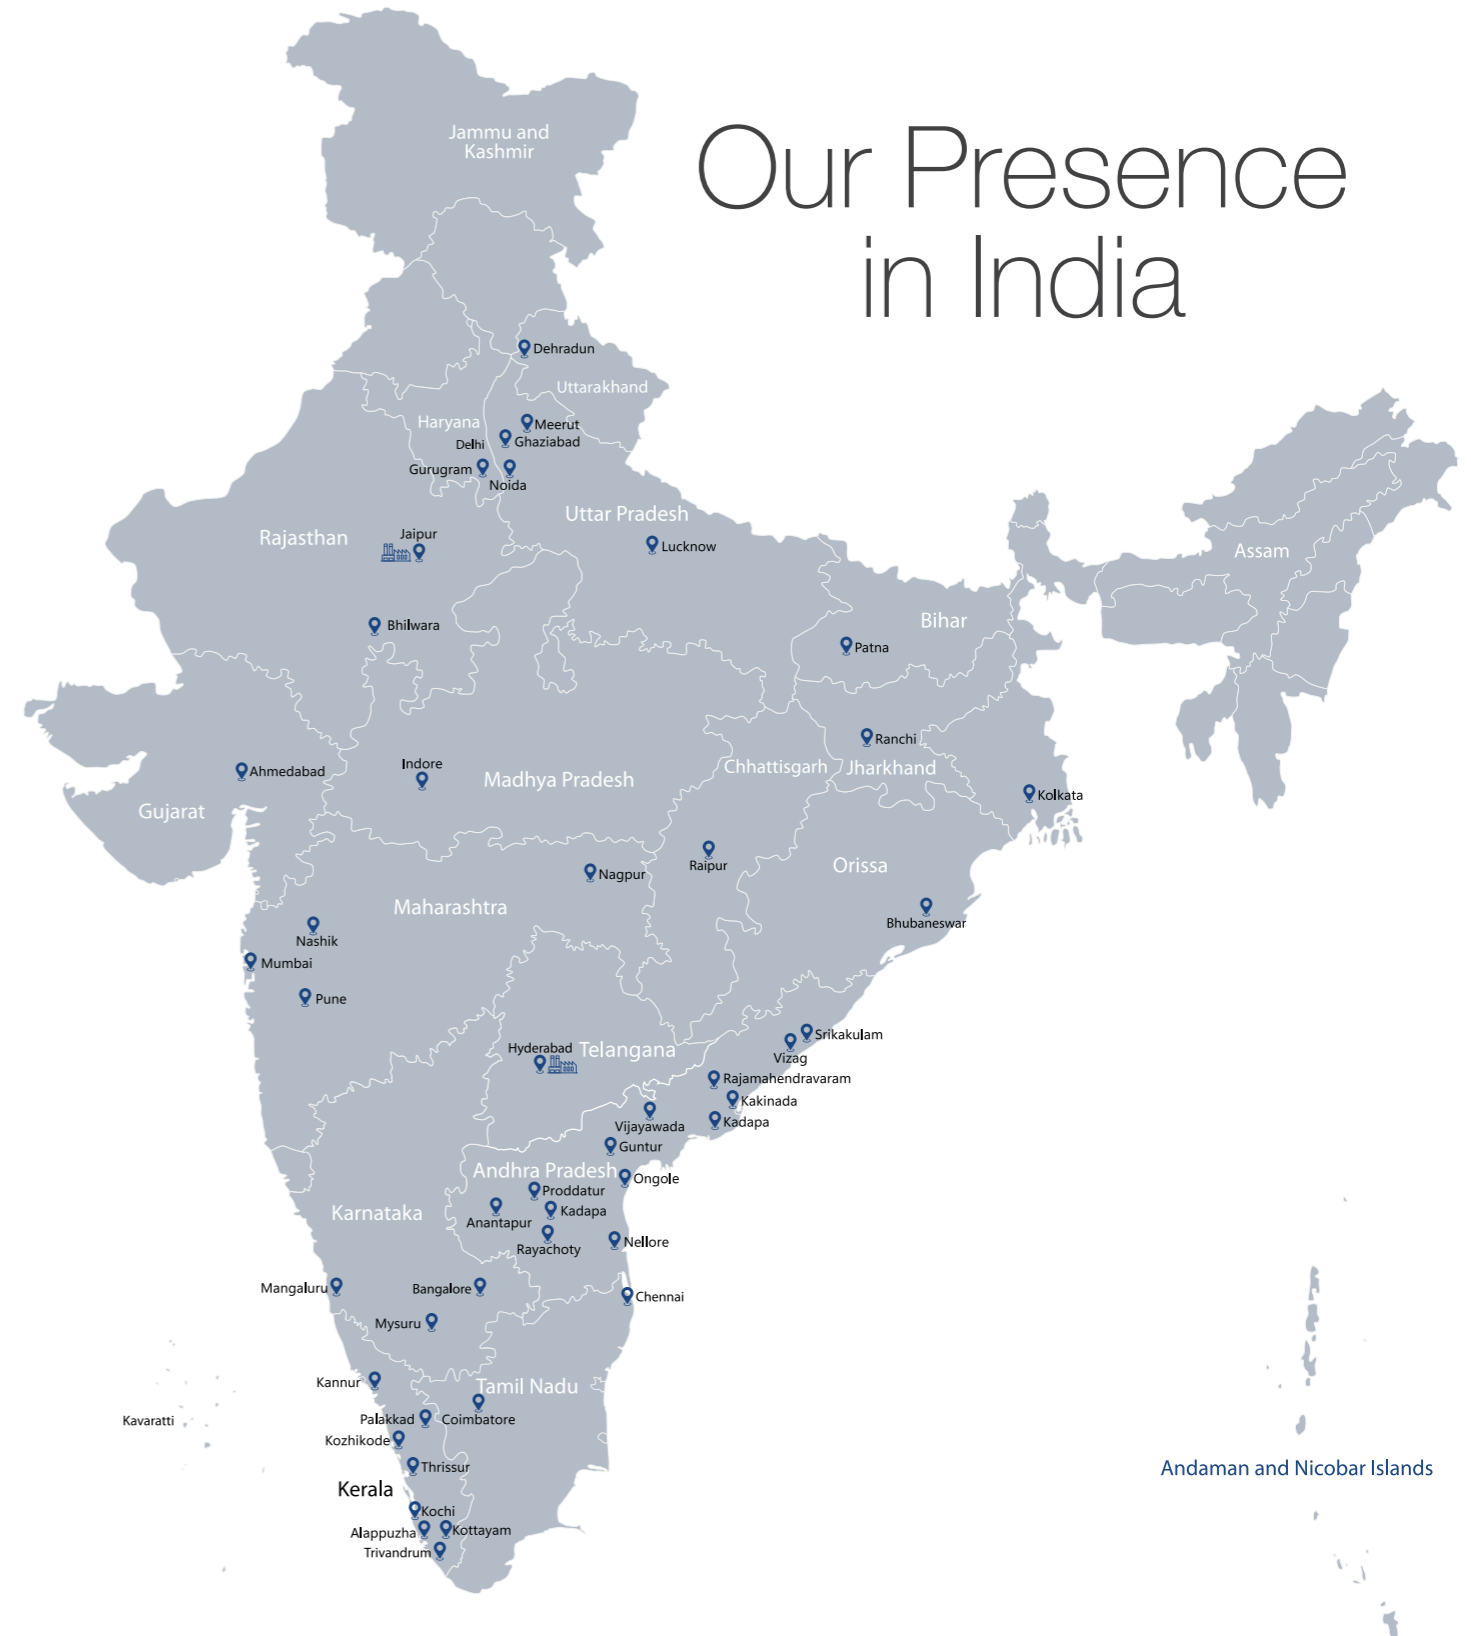 Our Presence
in India
Jammu and
Kashmir
Dehradun
Uttarakhand
Haryana
Meerut
Delhi
Ghaziabad
Gurugram
Noida
Uttar Pradesh
Rajasthan
Jaipur
Lucknow
Assam
Bhilwara
Bihar
Patna
Ranchi
Ahmedabad
Indore
Madhya Pradesh
Chhattisgarh
Jharkhand
Kolkata
Gujarat
Raipur
Orissa
Nagpur
Maharashtra
Bhubaneswar
Nashik
Mumbai
Pune
Srikakulam
Hyderabad
Telangana
Vizag
Rajamahendravaram
Kakinada
Vijayawada
Kadapa
Guntur
Andhra Pradesh
Ongole
Proddatur
Karnataka
Anantapur
Kadapa
Rayachoty
Nellore
Mangaluru
Bangalore
Chennai
Mysuru
Kannur
Tamil Nadu
Kavaratti
Palakkad
Coimbatore
Kozhikode
Thrissur
Andaman and Nicobar Islands
Kerala
Kochi
Alappuzha
Kottayam
Trivandrum